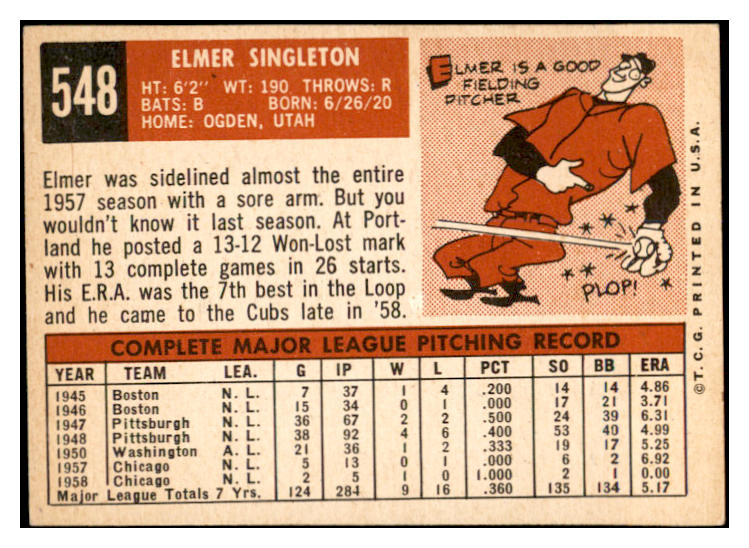 548
ELMER SINGLETON
HT: 6'2" WT: 190 THROWS: R
BATS: B BORN: 6/26/20
HOME: OGDEN, UTAH
ELMER IS A GOOD
FIELDING
PITCHER
PLOP!
Elmer was sidelined almost the entire
1957 season with a sore arm. But you
wouldn't know it last season. At Port-
land he posted a 13-12 Won-Lost mark
with 13 complete games in 26 starts.
His E.R.A. was the 7th best in the Loop
and he came to the Cubs late in '58.
COMPLETE MAJOR LEAGUE PITCHING RECORD
YEAR TEAM LEA. G IP W L PCT SO BB ERA
1945 Boston N. L. 7 37 1 4 .200 14 14 4.86
1946 Boston N. L. 15 34 0 1 .000 17 21 3.71
1947 Pittsburgh N. L. 36 67 2 2 .500 24 39 6.31
1948 Pittsburgh N. L. 38 92 4 6 .400 53 40 4.99
1950 Washington A. L. 21 36 1 2 .333 19 17 5.25
1957 Chicago N. L. 5 13 0 1 .000 6 2 6.92
1958 Chicago N. L. 2 5 1 0 1.000 2 1 0.00
Major League Totals 7 Yrs. 124 284 9 16 .360 135 134 5.17
© T. C. G. PRINTED IN U.S.A.